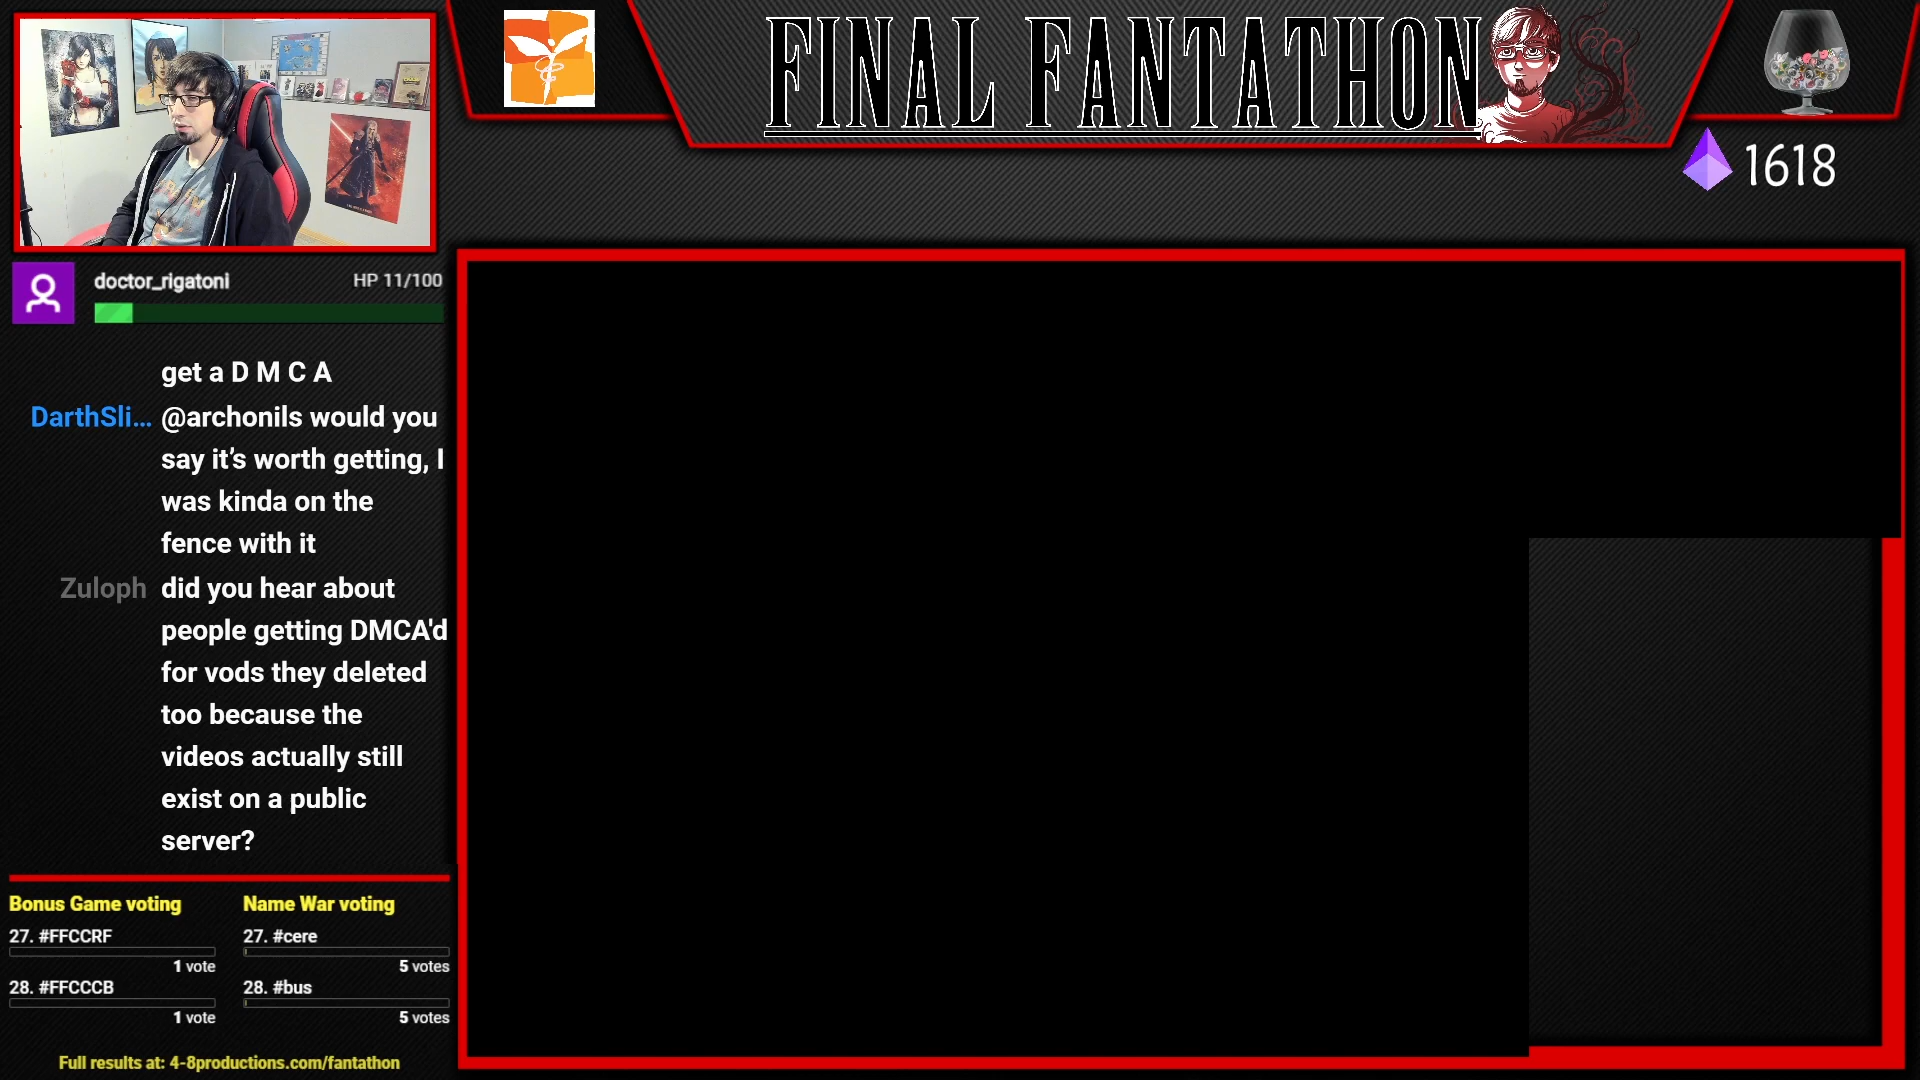 FINAL FANTATHON
1618
doctor_rigatoni
HP 11/100
get a D M C A
DarthSli... @archonils would you
say it’s worth getting, I
was kinda on the
fence with it
Zuloph did you hear about
people getting DMCA'd
for vods they deleted
too because the
videos actually still
exist on a public
server?
Bonus Game voting
27. #FFCCRF
1 vote
28. #FFCCCB
1 vote
Name War voting
27. #cere
5 votes
28. #bus
5 votes
Full results at: 4-8productions.com/fantathon